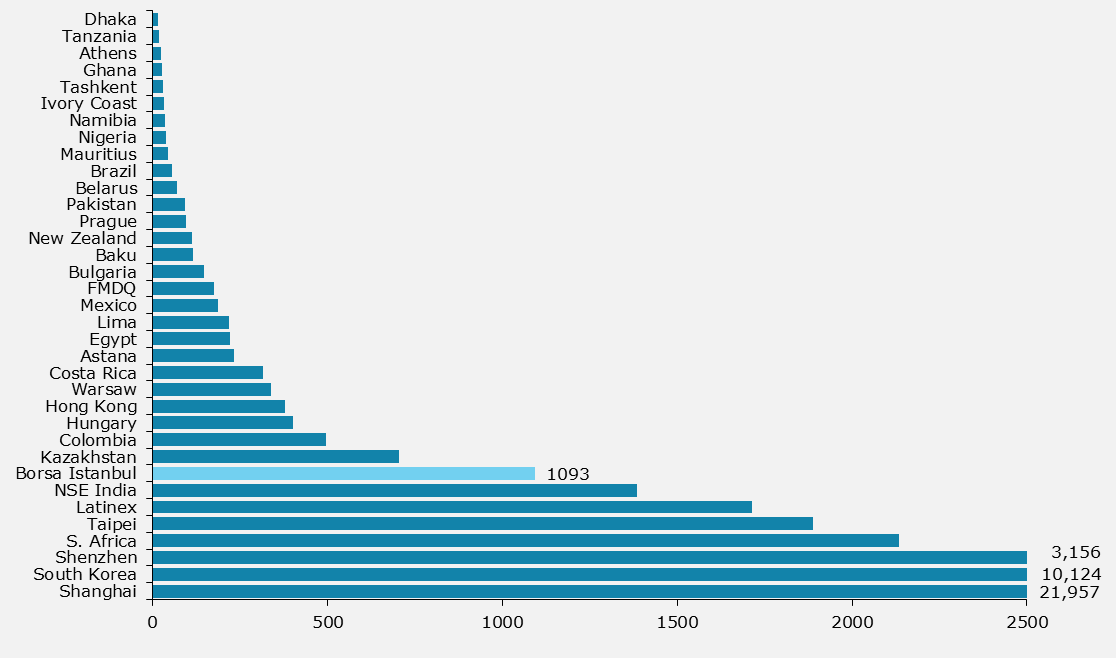 Dhaka
Tanzania
Athens
Ghana
Tashkent
Ivory Coast
Namibia
Nigeria
Mauritius
Brazil
Belarus
Pakistan
Prague
New Zealand
Baku
Bulgaria
FMDQ
Mexico
Lima
Egypt
Astana
Costa Rica
Warsaw
Hong Kong
Hungary
Colombia
Kazakhstan
Borsa Istanbul 1093
NSE India
Latinex
Taipei
S. Africa
Shenzhen 3,156
South Korea 10,124
Shanghai 21,957
0 500 1000 1500 2000 2500